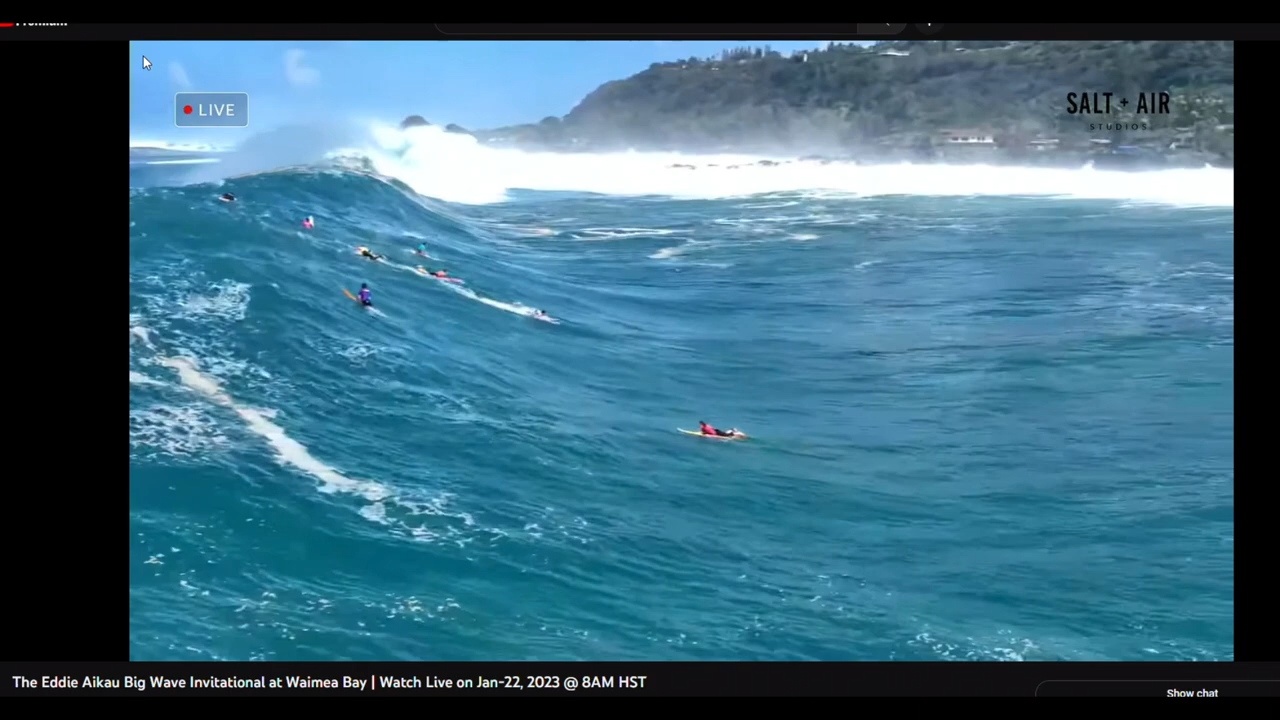 Premium
LIVE
SALT + AIR
STUDIOS
The Eddie Aikau Big Wave Invitational at Waimea Bay | Watch Live on Jan-22, 2023 @ 8AM HST
Show chat